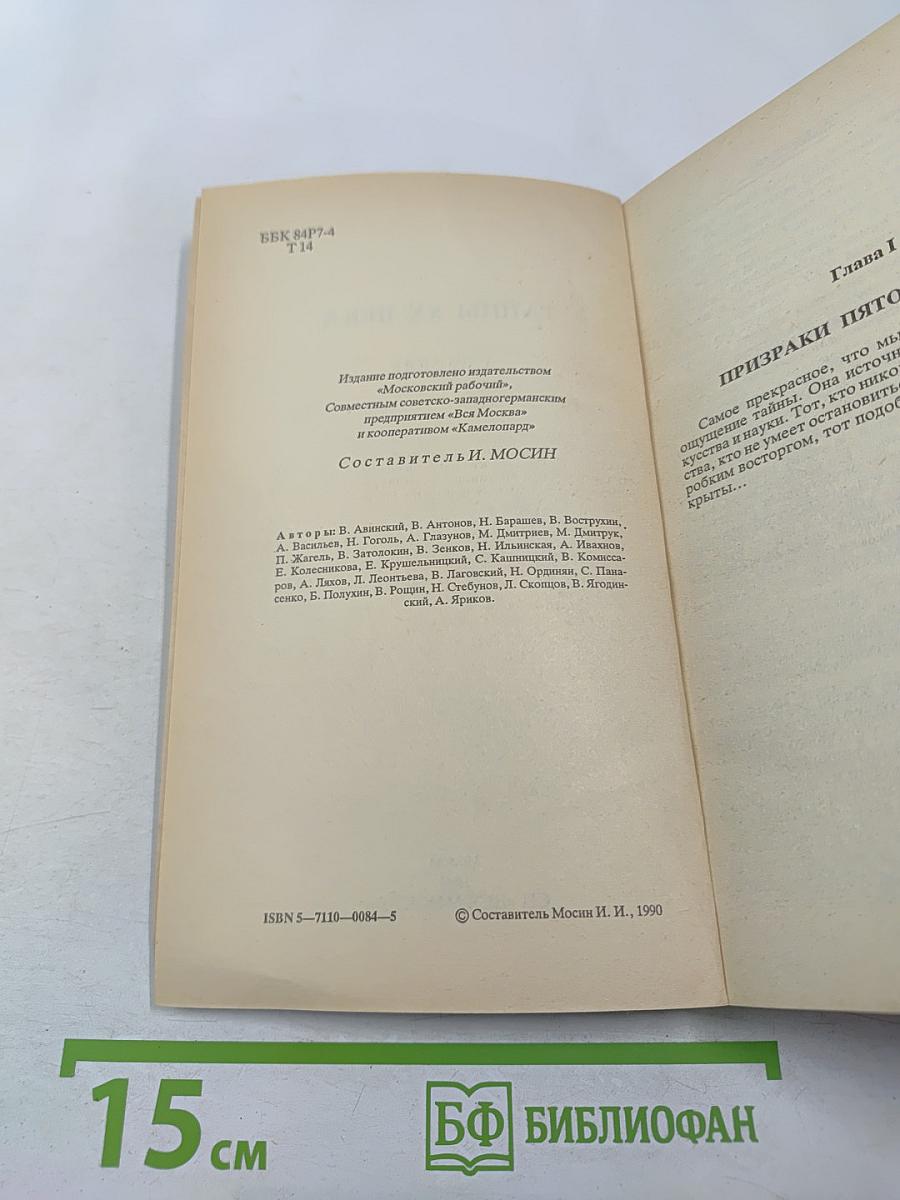 ББК 84Р7-4
Т 14
Издание подготовлено издательством
«Московский рабочий»,
Совместным советско-западногерманским
предприятием «Вся Москва»
и кооперативом «Камелопард»
Составитель И. МОСИН
Авторы: В. Авинский, В. Антонов, Н. Барашев, В. Вострухин,
А. Васильев, Н. Гоголь, А. Глазунов, М. Дмитриев, М. Дмитрук,
П. Жагель, В. Затолокин, В. Зенков, Н. Ильинская, А. Ивахнов,
Е. Колесникова, Е. Крушельницкий, С. Кашницкий, В. Комисса-
ров, А. Ляхов, Л. Леонтьева, В. Лаговский, Н. Ординян, С. Пана-
сенко, Б. Полухин, В. Рощин, Н. Стебунов, Л. Скопцов, В. Ягодин-
ский, А. Яриков.
ISBN 5—7110—0084—5
© Составитель Мосин И. И., 1990
Глава I
ПРИЗРАКИ ПЯТО
Самое прекрасное, что мы
ощущение тайны. Она источн
кусства и науки. Тот, кто нико
ства, кто не умеет остановитьс
робким восторгом, тот подоб
крыты...
15 см
БФ БИБЛИОФАН